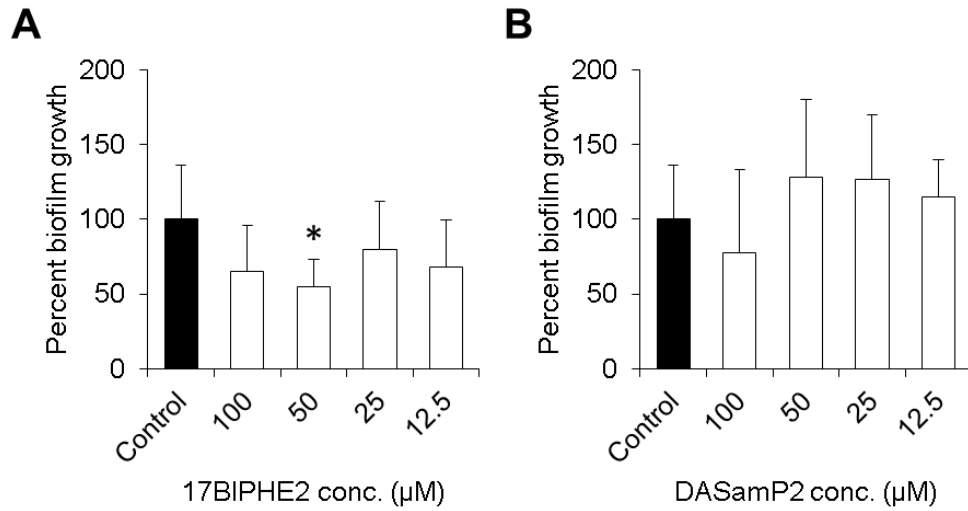 A
Percent biofilm growth
200
150
100
50
0
*
Control
100
50
25
12.5
17BIPHE2 conc. (µM)
B
Percent biofilm growth
200
150
100
50
0
Control
100
50
25
12.5
DASamP2 conc. (µM)